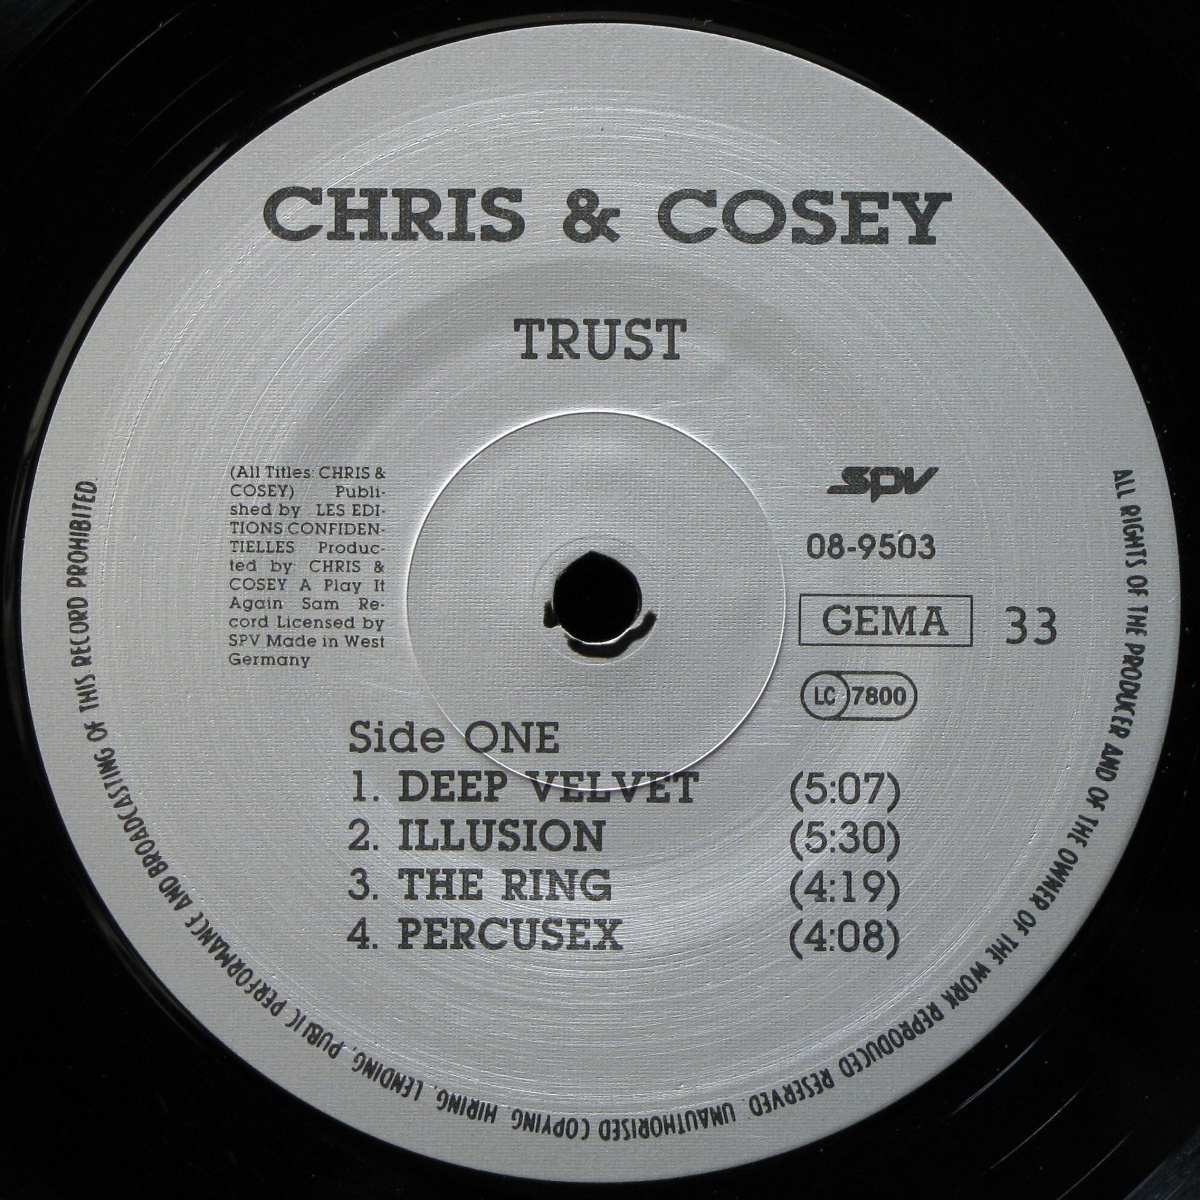 CHRIS & COSEY
TRUST
(All Titles: CHRIS &
COSEY) Publi-
shed by LES EDI-
TIONS CONFIDEN-
TIELLES Produc-
ted by: CHRIS &
COSEY A Play It
Again Sam Re-
cord Licensed by
SPV Made in West
Germany
spv
08-9503
GEMA 33
LC 7800
Side ONE
1. DEEP VELVET (5:07)
2. ILLUSION (5:30)
3. THE RING (4:19)
4. PERCUSEX (4:08)
ALL RIGHTS OF THE PRODUCER AND OF THE OWNER OF THE WORK REPRODUCED RESERVED. UNAUTHORISED COPYING, HIRING, LENDING, PUBLIC PERFORMANCE AND BROADCASTING OF THIS RECORD PROHIBITED.